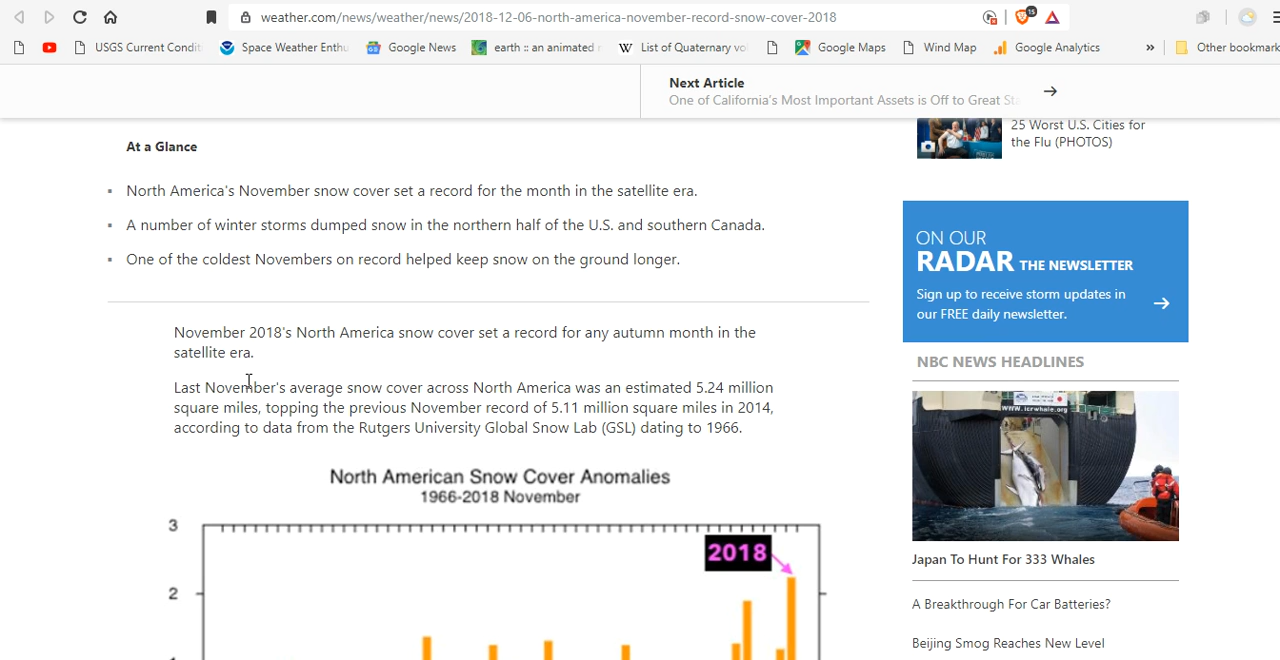 weather.com/news/weather/news/2018-12-06-north-america-november-record-snow-cover-2018
15
USGS Current Condit
Space Weather Enthu
Google News
earth :: an animated
List of Quaternary vo
Google Maps
Wind Map
Google Analytics
»
Other bookmark
Next Article
One of California's Most Important Assets is Off to Great St
25 Worst U.S. Cities for
the Flu (PHOTOS)
At a Glance
▪ North America's November snow cover set a record for the month in the satellite era.
▪ A number of winter storms dumped snow in the northern half of the U.S. and southern Canada.
▪ One of the coldest Novembers on record helped keep snow on the ground longer.
November 2018's North America snow cover set a record for any autumn month in the
satellite era.
Last November's average snow cover across North America was an estimated 5.24 million
square miles, topping the previous November record of 5.11 million square miles in 2014,
according to data from the Rutgers University Global Snow Lab (GSL) dating to 1966.
North American Snow Cover Anomalies
1966-2018 November
3
2018
2
ON OUR
RADAR THE NEWSLETTER
Sign up to receive storm updates in
our FREE daily newsletter.
NBC NEWS HEADLINES
www.icrwhale.org
Japan To Hunt For 333 Whales
A Breakthrough For Car Batteries?
Beijing Smog Reaches New Level